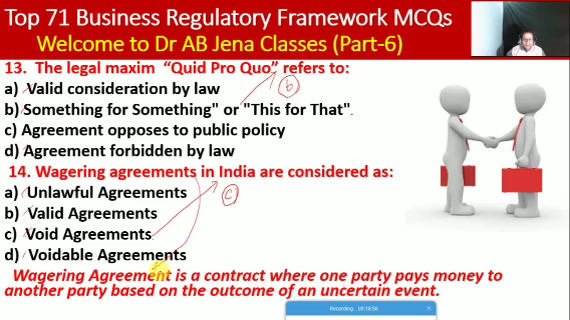 Top 71 Business Regulatory Framework MCQs
Welcome to Dr AB Jena Classes (Part-6)
13. The legal maxim "Quid Pro Quo" refers to:
b
a) Valid consideration by law
b) Something for Something" or "This for That".
c) Agreement opposes to public policy
d) Agreement forbidden by law
14. Wagering agreements in India are considered as:
a) Unlawful Agreements
c
b) Valid Agreements
c) Void Agreements
d) Voidable Agreements
Wagering Agreement is a contract where one party pays money to
another party based on the outcome of an uncertain event.